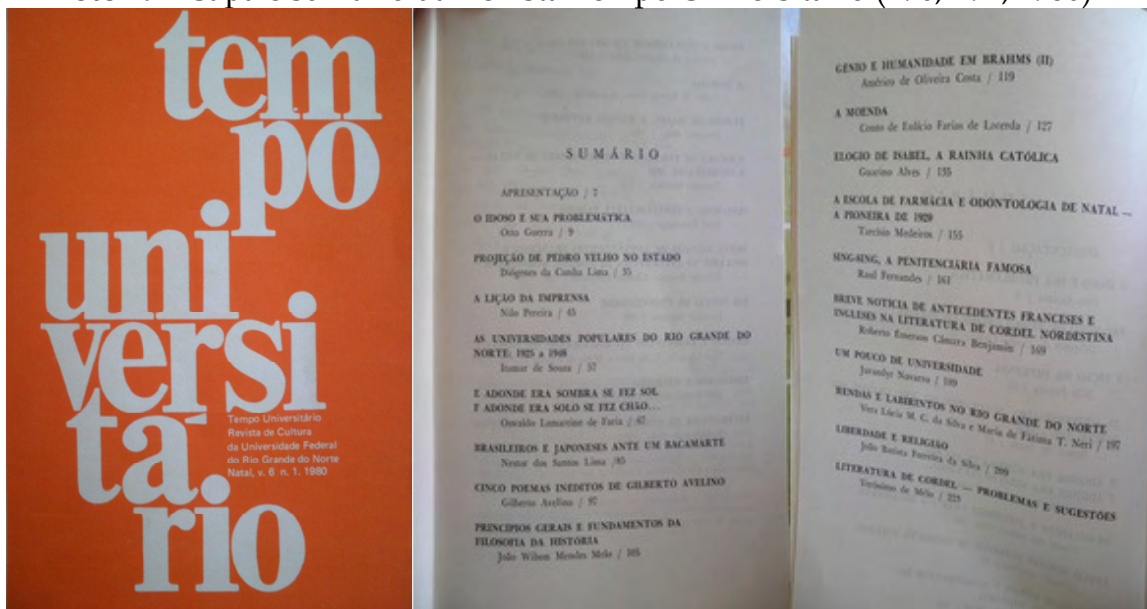 tem
po
uni
versi
tá.
rio
Tempo Universitário
Revista de Cultura
da Universidade Federal
do Rio Grande do Norte
Natal, v. 6 n. 1. 1980
SUMÁRIO
APRESENTAÇÃO / 7
O IDOSO E SUA PROBLEMÁTICA
Otto Guerra / 9
PROJEÇÃO DE PEDRO VELHO NO ESTADO
Diógenes da Cunha Lima / 35
A LIÇÃO DA IMPRENSA
Nilo Pereira / 45
AS UNIVERSIDADES POPULARES DO RIO GRANDE DO
NORTE: 1925 a 1948
Itamar de Souza / 57
E ADONDE ERA SOMBRA SE FEZ SOL
E ADONDE ERA SOLO SE FEZ CHÃO...
Oswaldo Lamartine de Faria / 67
BRASILEIROS E JAPONESES ANTE UM BACAMARTE
Nestor dos Santos Lima /85
CINCO POEMAS INÉDITOS DE GILBERTO AVELINO
Gilberto Avelino / 97
PRINCÍPIOS GERAIS E FUNDAMENTOS DA
FILOSOFIA DA HISTÓRIA
João Wilson Mendes Melo / 105
GÊNIO E HUMANIDADE EM BRAHMS (II)
Américo de Oliveira Costa / 119
A MOENDA
Conto de Eulício Farias de Lacerda / 127
ELOGIO DE ISABEL, A RAINHA CATÓLICA
Guarino Alves / 135
A ESCOLA DE FARMÁCIA E ODONTOLOGIA DE NATAL —
A PIONEIRA DE 1920
Tarcísio Medeiros / 155
SING-SING, A PENITENCIÁRIA FAMOSA
Raul Fernandes / 161
BREVE NOTÍCIA DE ANTECEDENTES FRANCESES E
INGLESES NA LITERATURA DE CORDEL NORDESTINA
Roberto Emerson Câmara Benjamin / 169
UM POUCO DE UNIVERSIDADE
Jurandyr Navarro / 189
RENDAS E LABIRINTOS NO RIO GRANDE DO NORTE
Vera Lúcia M. C. da Silva e Maria de Fátima T. Neri / 197
LIBERDADE E RELIGIÃO
João Batista Ferreira da Silva / 209
LITERATURA DE CORDEL — PROBLEMAS E SUGESTÕES
Veríssimo de Melo / 225